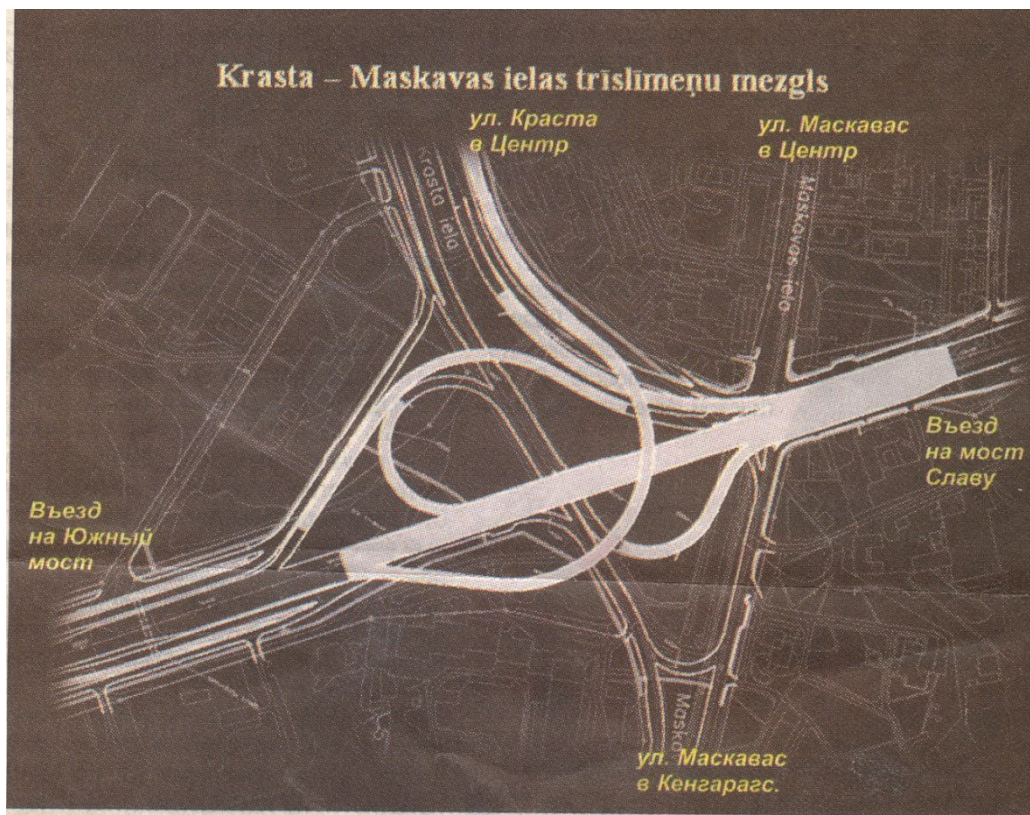 Krasta – Maskavas ielas trīslīmeņu mezgls
ул. Краста
в Центр
ул. Маскавас
в Центр
Krasta iela
Maskavas iela
Въезд
на мост
Славу
Въезд
на Южный
мост
Masko
ул. Маскавас
в Кенгарагс.